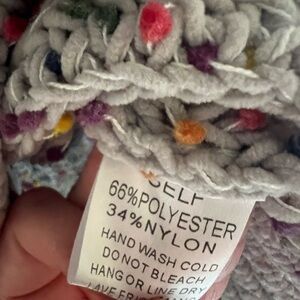 SELF
66%POLYESTER
34%NYLON
HAND WASH COLD
DO NOT BLEACH
HANG OR LINE DRY